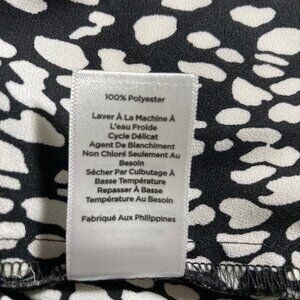 100% Polyester
Laver À La Machine À
L'eau Froide
Cycle Délicat
Agent De Blanchiment
Non Chloré Seulement Au
Besoin
Sécher Par Culbutage À
Basse Température
Repasser À Basse
Température Au Besoin
Fabriqué Aux Philippines